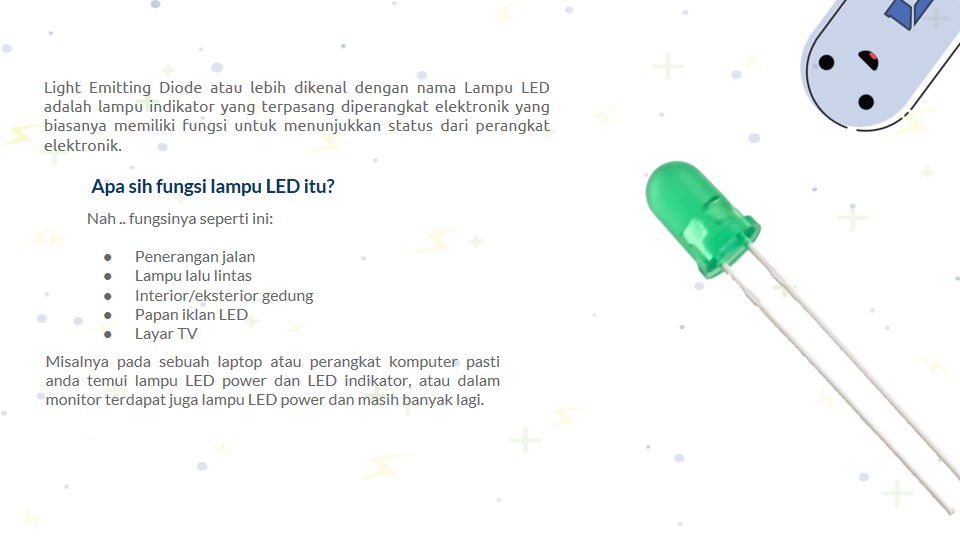 Light Emitting Diode atau lebih dikenal dengan nama Lampu LED
adalah lampu indikator yang terpasang diperangkat elektronik yang
biasanya memiliki fungsi untuk menunjukkan status dari perangkat
elektronik.
Apa sih fungsi lampu LED itu?
Nah .. fungsinya seperti ini:
● Penerangan jalan
● Lampu lalu lintas
● Interior/eksterior gedung
● Papan iklan LED
● Layar TV
Misalnya pada sebuah laptop atau perangkat komputer pasti
anda temui lampu LED power dan LED indikator, atau dalam
monitor terdapat juga lampu LED power dan masih banyak lagi.